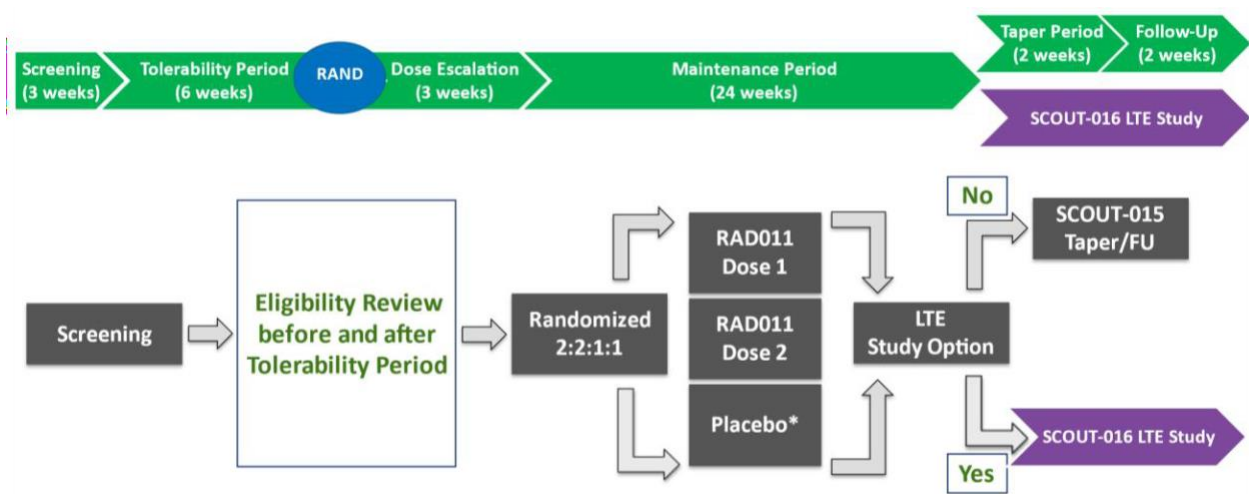 Taper Period
(2 weeks)
Follow-Up
(2 weeks)
Screening
(3 weeks)
Tolerability Period
(6 weeks)
RAND
Dose Escalation
(3 weeks)
Maintenance Period
(24 weeks)
SCOUT-016 LTE Study
No
SCOUT-015
Taper/FU
RAD011
Dose 1
Eligibility Review
before and after
Tolerability Period
Screening
Randomized
2:2:1:1
RAD011
Dose 2
LTE
Study Option
Placebo*
SCOUT-016 LTE Study
Yes